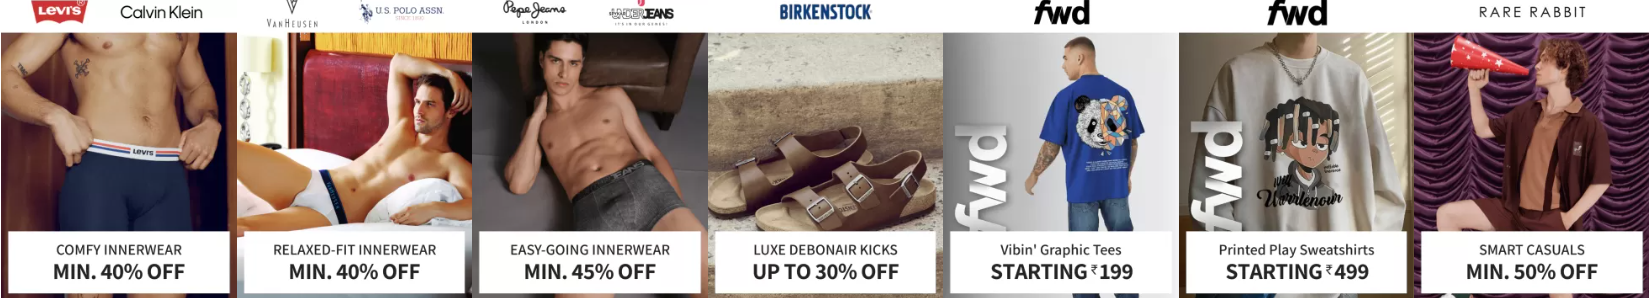 Levi's
Calvin Klein
VAN HEUSEN
U.S. POLO ASSN.
SINCE 1890
Pepe Jeans
LONDON
JEANS
BIRKENSTOCK
fwd
fwd
RARE RABBIT
Levi's
fwd
fwd
COMFY INNERWEAR
MIN. 40% OFF
RELAXED-FIT INNERWEAR
MIN. 40% OFF
EASY-GOING INNERWEAR
MIN. 45% OFF
LUXE DEBONAIR KICKS
UP TO 30% OFF
Vibin' Graphic Tees
STARTING ₹199
Printed Play Sweatshirts
STARTING ₹499
SMART CASUALS
MIN. 50% OFF